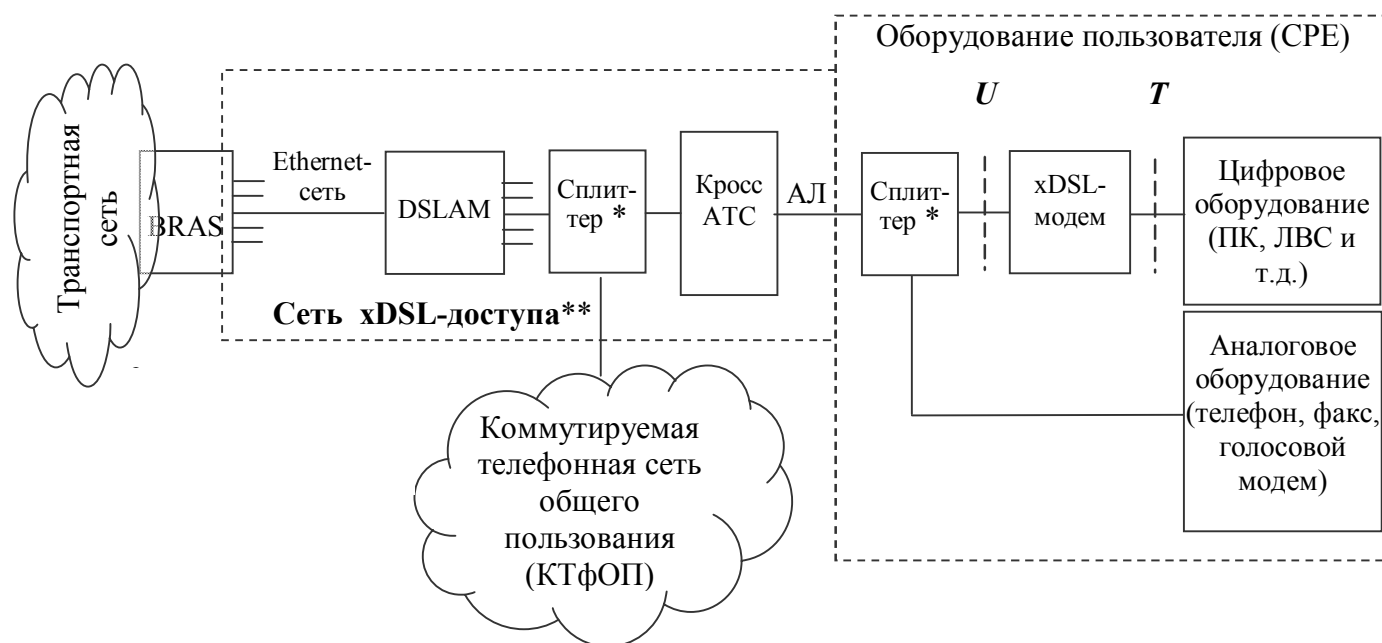 Оборудование пользователя (CPE)
U
T
Транспортная
сеть
BRAS
Ethernet-
сеть
DSLAM
Сплит-
тер *
Кросс
АТС
АЛ
Сплит-
тер *
xDSL-
модем
Цифровое
оборудование
(ПК, ЛВС и
т.д.)
Сеть xDSL-доступа**
Аналоговое
оборудование
(телефон, факс,
голосовой
модем)
Коммутируемая
телефонная сеть
общего
пользования
(КТфОП)